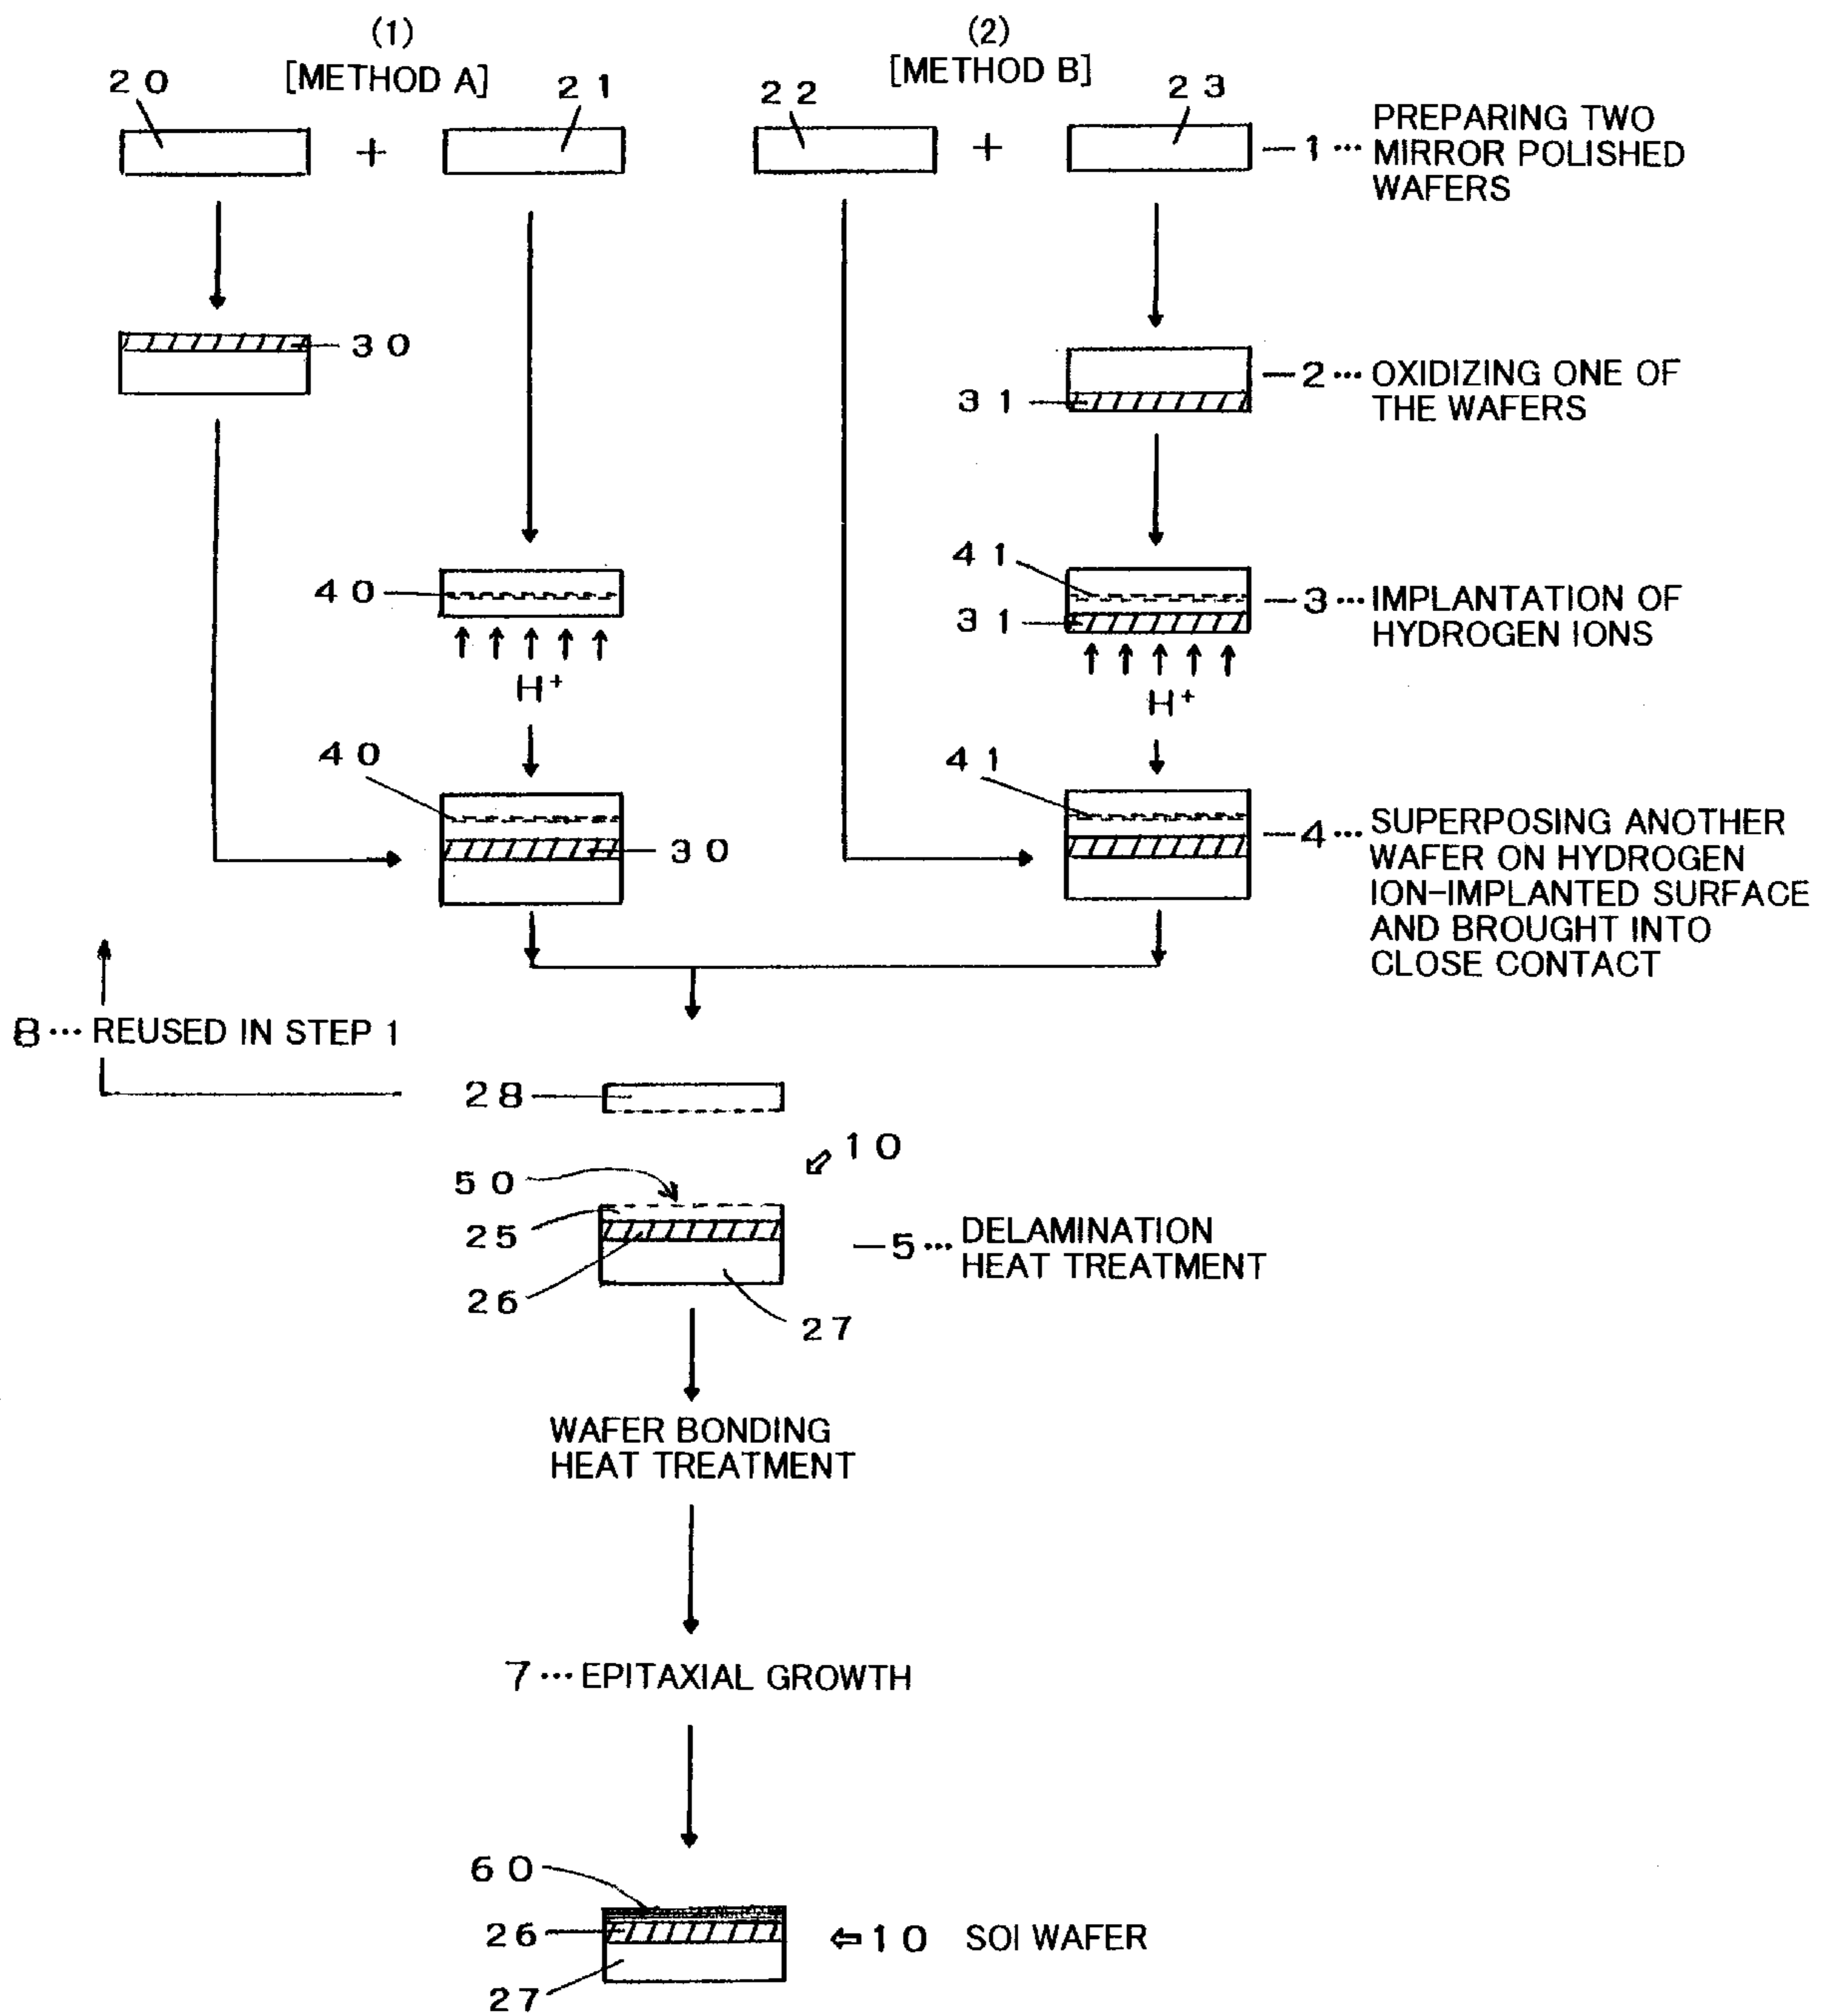 (1)
[METHOD A]
(2)
[METHOD B]
20
21
22
23
+
+
1 ··· PREPARING TWO
MIRROR POLISHED
WAFERS
30
31
2 ··· OXIDIZING ONE OF
THE WAFERS
40
41
31
3 ··· IMPLANTATION OF
HYDROGEN IONS
H+
H+
40
30
41
4 ··· SUPERPOSING ANOTHER
WAFER ON HYDROGEN
ION-IMPLANTED SURFACE
AND BROUGHT INTO
CLOSE CONTACT
8 ··· REUSED IN STEP 1
28
10
50
25
26
27
5 ··· DELAMINATION
HEAT TREATMENT
WAFER BONDING
HEAT TREATMENT
7 ··· EPITAXIAL GROWTH
60
26
27
10 SOI WAFER